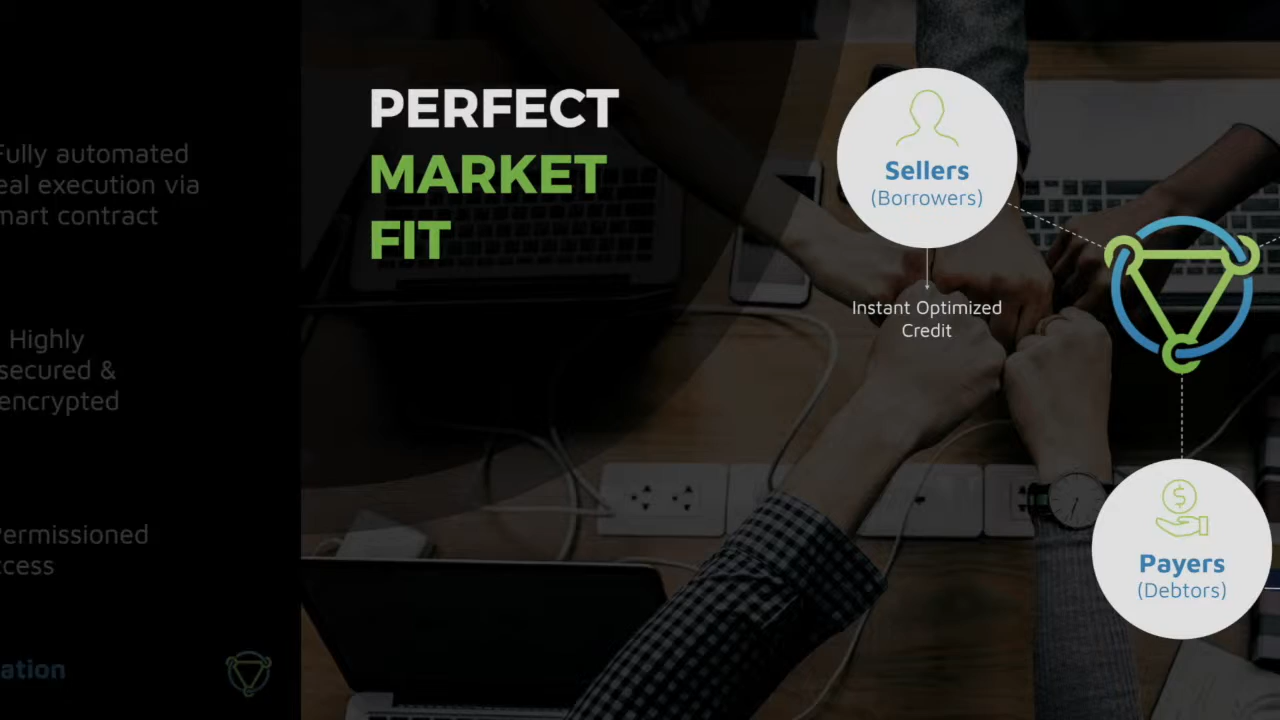 Fully automated
eal execution via
mart contract
Highly
secured &
encrypted
ermissioned
cess
ation
PERFECT
MARKET
FIT
Sellers
(Borrowers)
Instant Optimized
Credit
Payers
(Debtors)